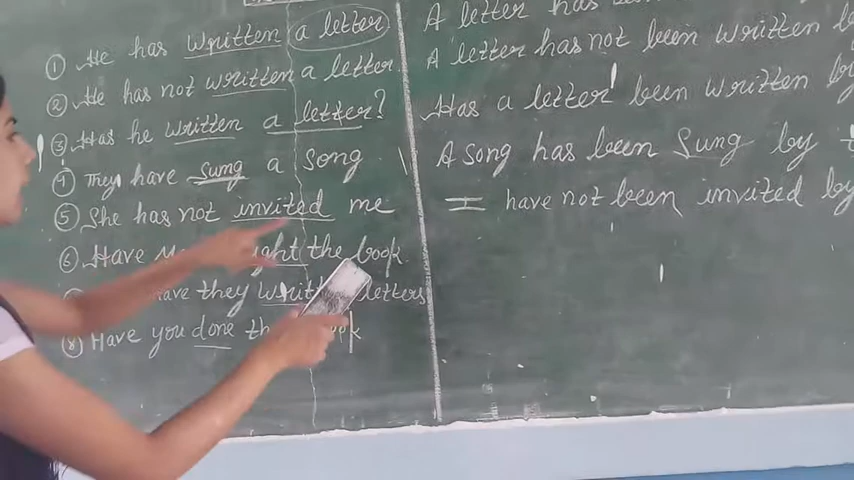 ① He has written a letter
② He has not written a letter
③ Has he written a letter?
④ They have sung a song
⑤ She has not invited me
⑥ Have the book
have they letters
⑧ Have you done
A letter has
A letter has not been written
Has a letter been written by
A song has been sung by
I have not been invited by